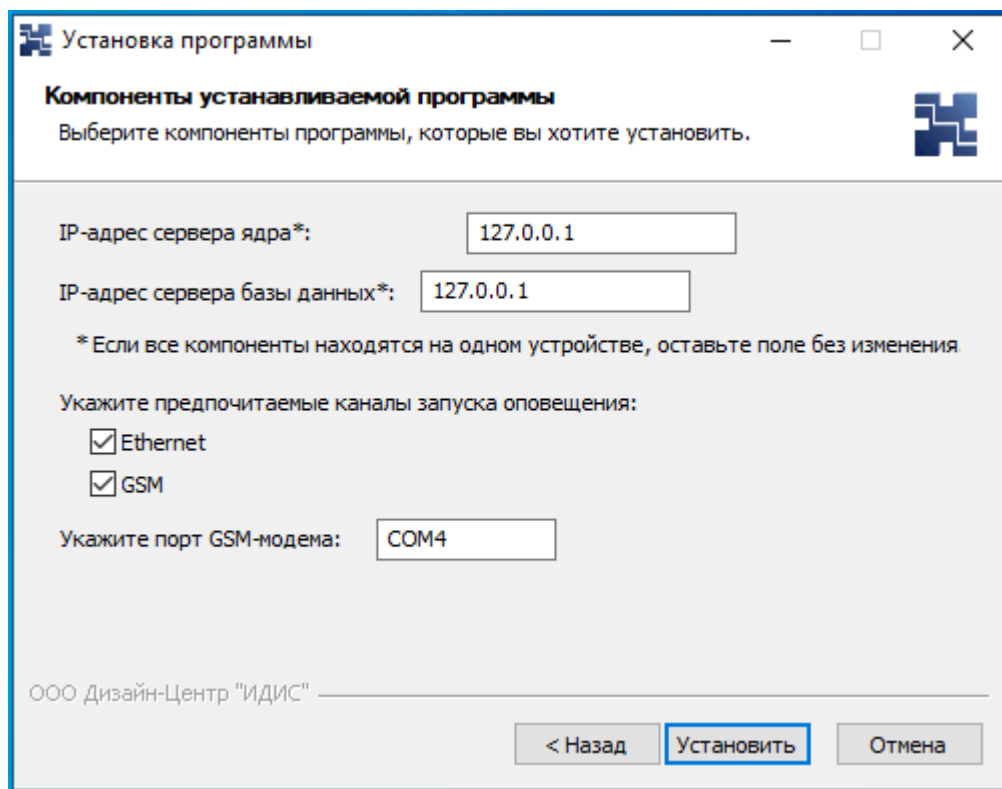 Установка программы
Компоненты устанавливаемой программы
Выберите компоненты программы, которые вы хотите установить.
IP-адрес сервера ядра*: 127.0.0.1
IP-адрес сервера базы данных*: 127.0.0.1
* Если все компоненты находятся на одном устройстве, оставьте поле без изменения.
Укажите предпочитаемые каналы запуска оповещения:
Ethernet
GSM
Укажите порт GSM-модема: COM4
ООО Дизайн-Центр "ИДИС"
< Назад Установить Отмена